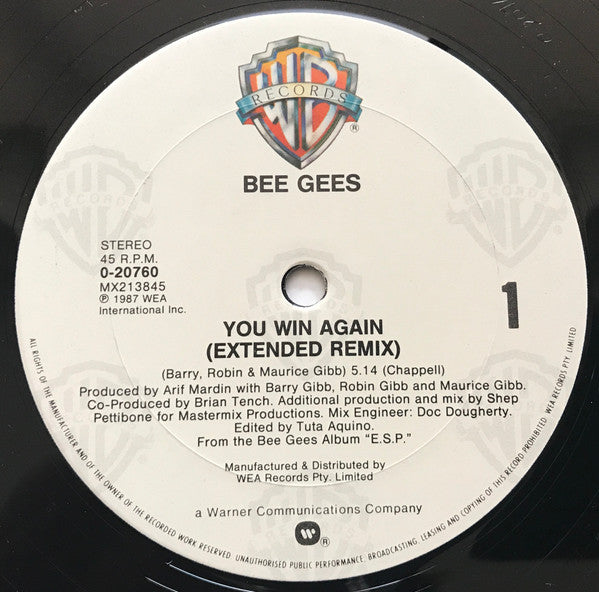 WB
RECORDS
®
BEE GEES
STEREO
45 R.P.M.
0-20760
MX213845
℗ 1987 WEA
International Inc.
1
YOU WIN AGAIN
(EXTENDED REMIX)
(Barry, Robin & Maurice Gibb) 5.14 (Chappell)
Produced by Arif Mardin with Barry Gibb, Robin Gibb and Maurice Gibb.
Co-Produced by Brian Tench. Additional production and mix by Shep
Pettibone for Mastermix Productions. Mix Engineer: Doc Dougherty.
Edited by Tuta Aquino.
From the Bee Gees Album "E.S.P."
Manufactured & Distributed by
WEA Records Pty. Limited
a Warner Communications Company
®
ALL RIGHTS OF THE MANUFACTURER AND OF THE OWNER OF THE RECORDED WORK RESERVED. UNAUTHORISED PUBLIC PERFORMANCE, BROADCASTING, LEASING AND COPYING OF THIS RECORD PROHIBITED. WEA RECORDS PTY. LTD.